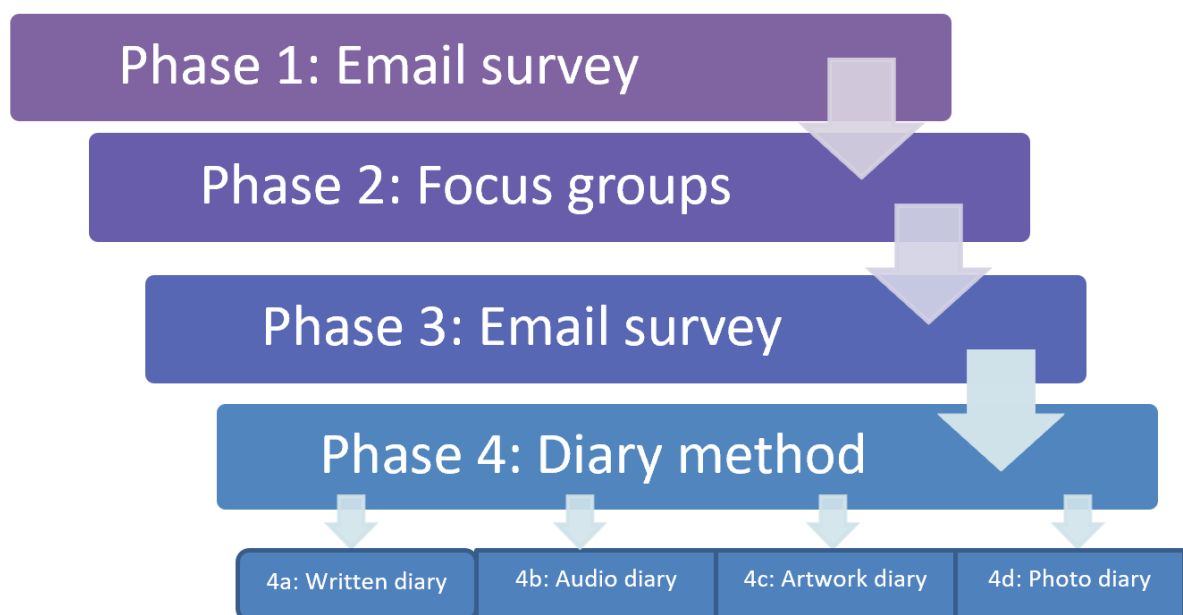 Phase 1: Email survey
Phase 2: Focus groups
Phase 3: Email survey
Phase 4: Diary method
4a: Written diary
4b: Audio diary
4c: Artwork diary
4d: Photo diary